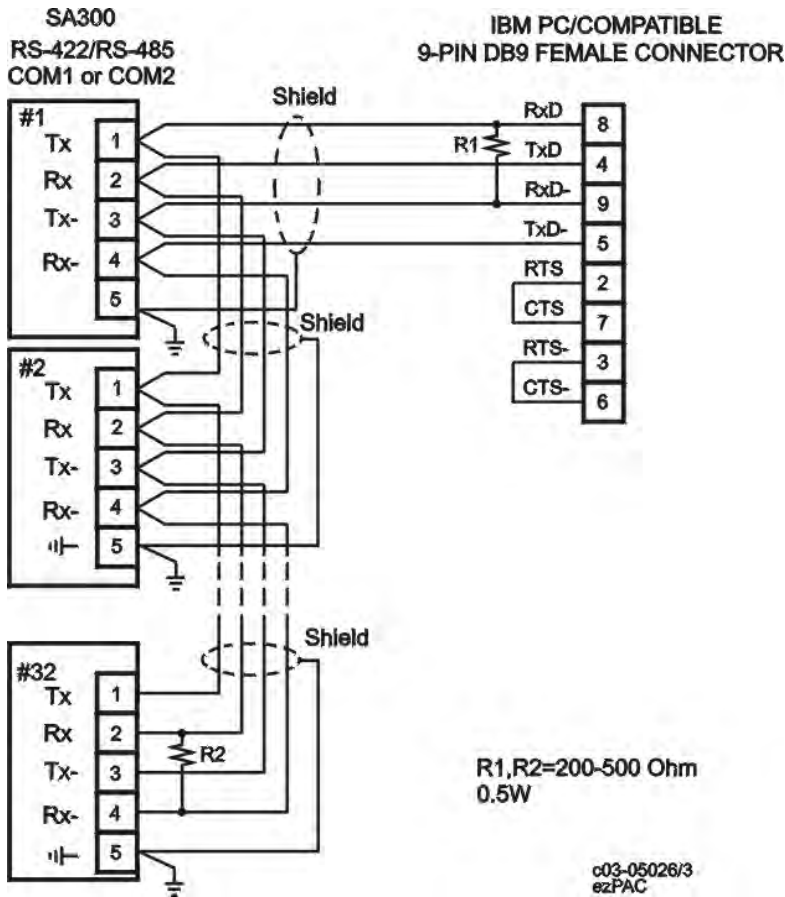 SA300
RS-422/RS-485
COM1 or COM2
IBM PC/COMPATIBLE
9-PIN DB9 FEMALE CONNECTOR
Shield
#1
Tx 1
Rx 2
Tx- 3
Rx- 4
5
R1
RxD 8
TxD 4
RxD- 9
TxD- 5
RTS 2
CTS 7
RTS- 3
CTS- 6
Shield
#2
Tx 1
Rx 2
Tx- 3
Rx- 4
5
Shield
#32
Tx 1
Rx 2
Tx- 3
Rx- 4
5
R2
R1,R2=200-500 Ohm
0.5W
c03-05026/3
ezPAC